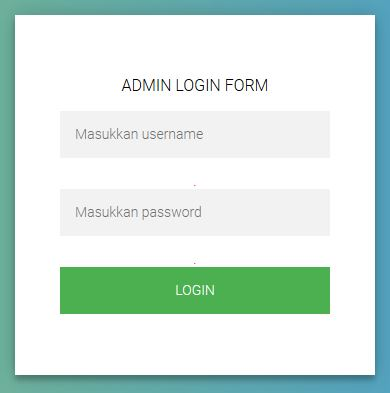 ADMIN LOGIN FORM
Masukkan username
.
Masukkan password
.
LOGIN